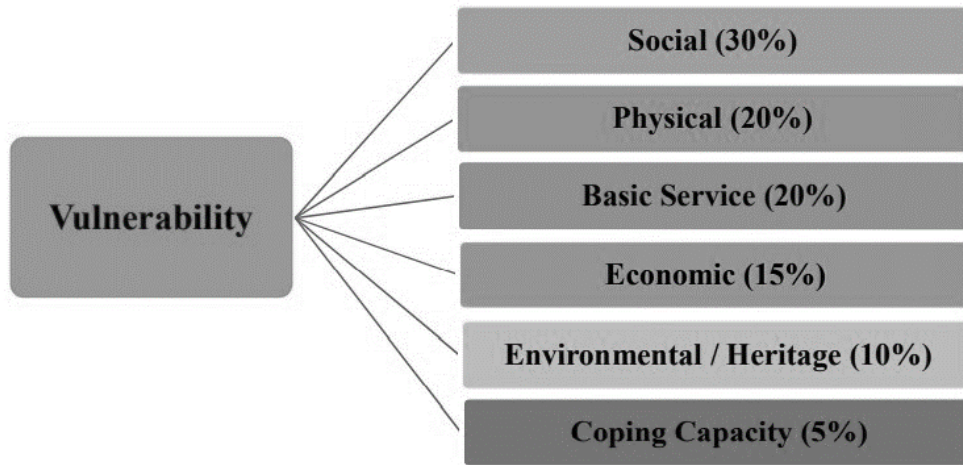 Vulnerability
Social (30%)
Physical (20%)
Basic Service (20%)
Economic (15%)
Environmental / Heritage (10%)
Coping Capacity (5%)